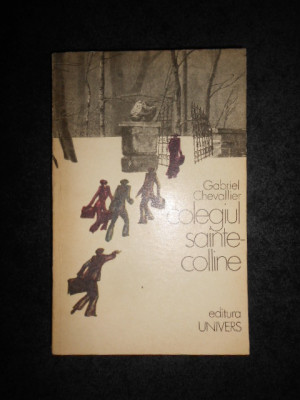 Gabriel
Chevallier
colegiul
sainte-
colline
editura
UNIVERS